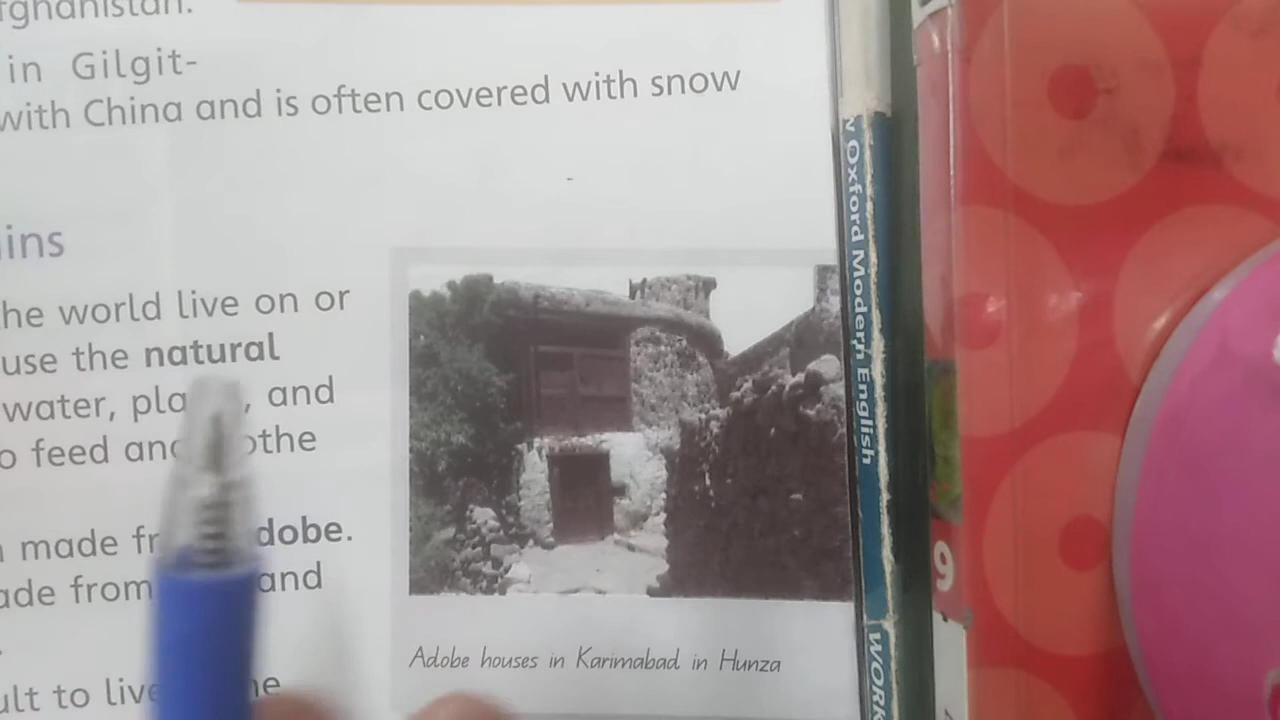 fghanistan.
in Gilgit-
with China and is often covered with snow
ins
he world live on or
use the natural
water, pla , and
o feed and othe
made fr dobe.
ade from and
ult to live he
Adobe houses in Karimabad in Hunza
Oxford Modern English
WORK
9